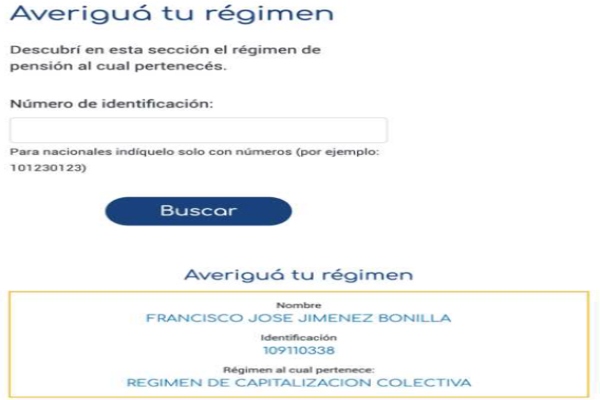 Averiguá tu régimen
Descubrí en esta sección el régimen de
pensión al cual pertenecés.
Número de identificación:
Para nacionales indíquelo solo con números (por ejemplo:
101230123)
Buscar
Averiguá tu régimen
Nombre
FRANCISCO JOSE JIMENEZ BONILLA
Identificación
109110338
Régimen al cual pertenece:
REGIMEN DE CAPITALIZACION COLECTIVA